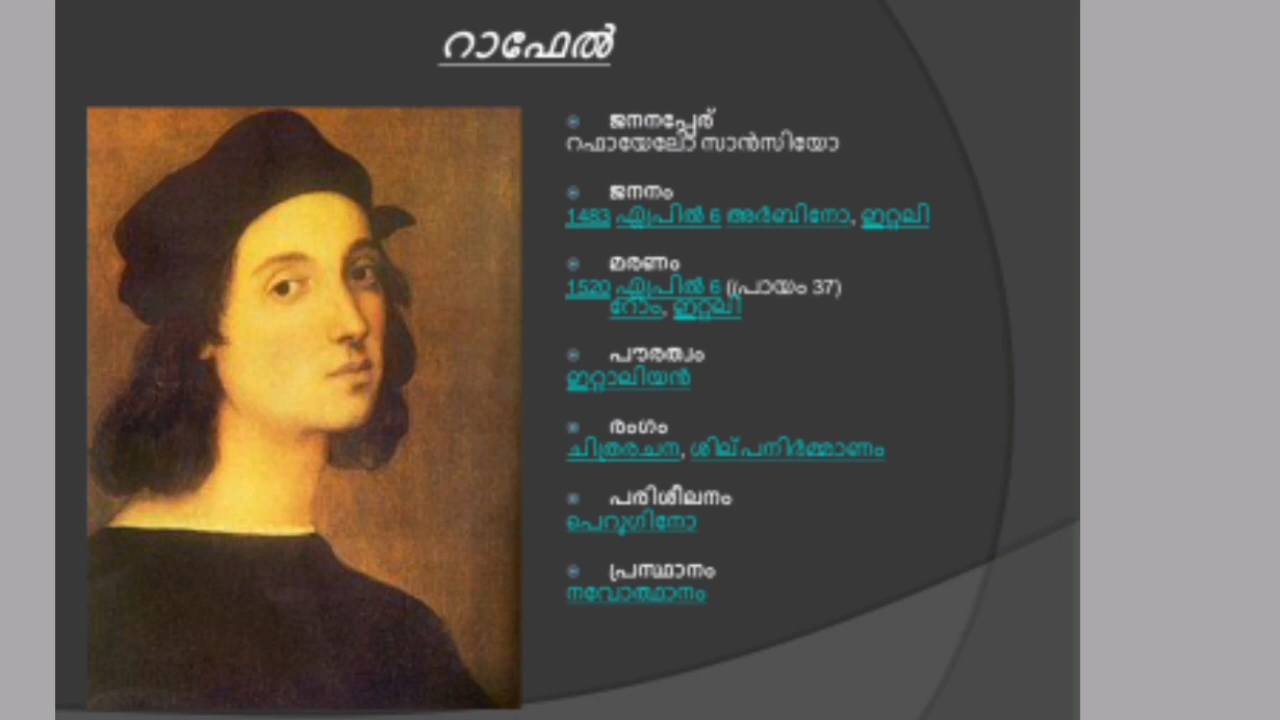 റാഫേൽ
ജനനപ്പേര്
റഫായേലോ സാൻസിയോ
ജനനം
1483 ഏപ്രിൽ 6 അർബിനോ, ഇറ്റലി
മരണം
1520 ഏപ്രിൽ 6 ((പ്രായം 37)
റോം, ഇറ്റലി
പൗരത്വം
ഇറ്റാലിയൻ
രംഗം
ചിത്രരചന, ശില്പനിർമ്മാണം
പരിശീലനം
പെറുഗിനോ
പ്രസ്ഥാനം
നവോത്ഥാനം